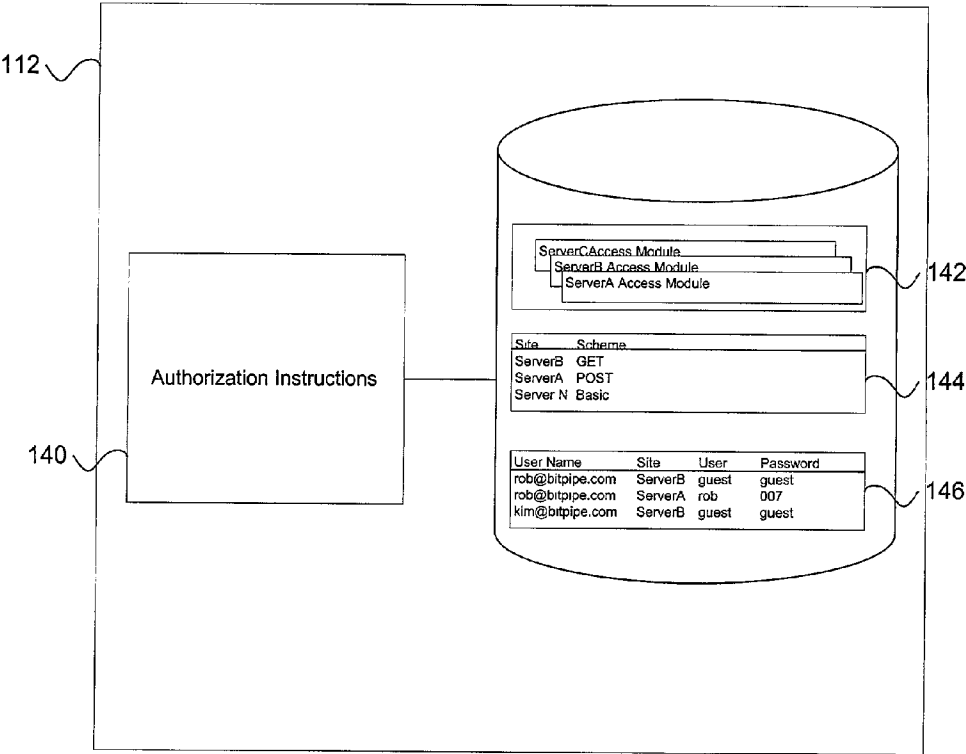 112
ServerCAccess Module
ServerB Access Module
ServerA Access Module
142
Site Scheme
ServerB GET
ServerA POST
Server N Basic
144
Authorization Instructions
140
User Name Site User Password
rob@bitpipe.com ServerB guest guest
rob@bitpipe.com ServerA rob 007
kim@bitpipe.com ServerB guest guest
146